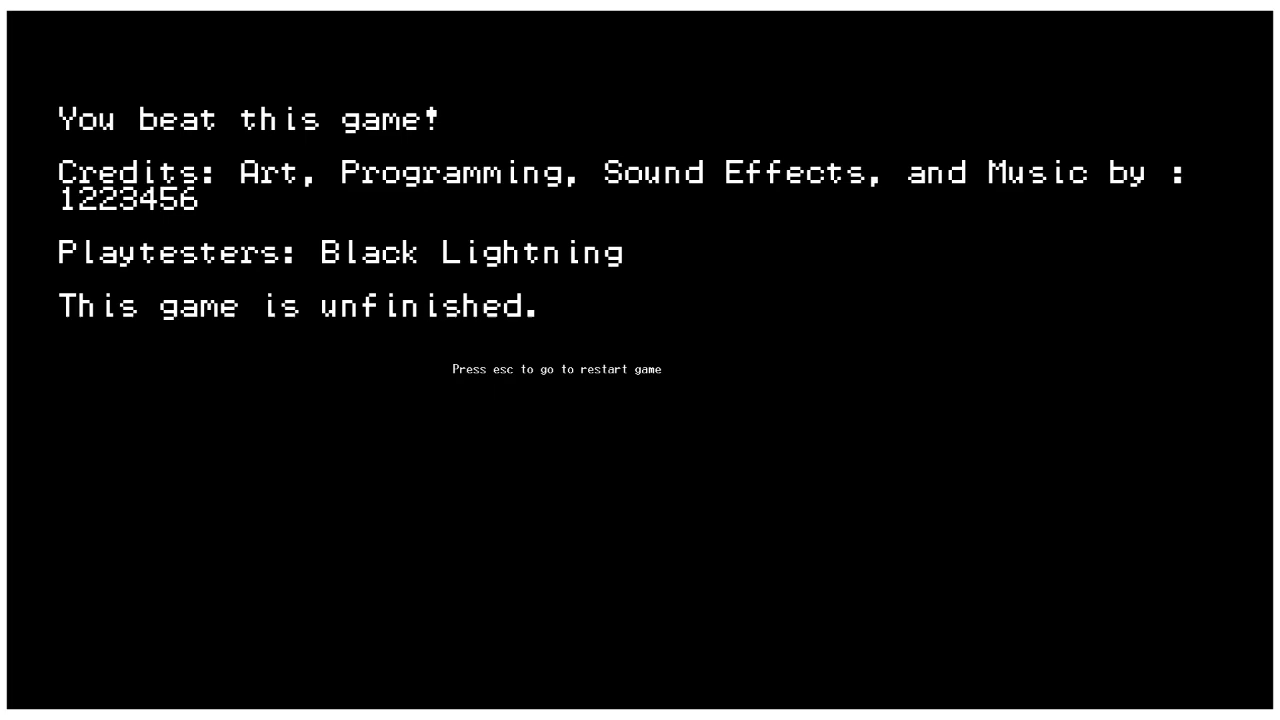 You beat this game!
Credits: Art, Programming, Sound Effects, and Music by :
1223456
Playtesters: Black Lightning
This game is unfinished.
Press esc to go to restart game